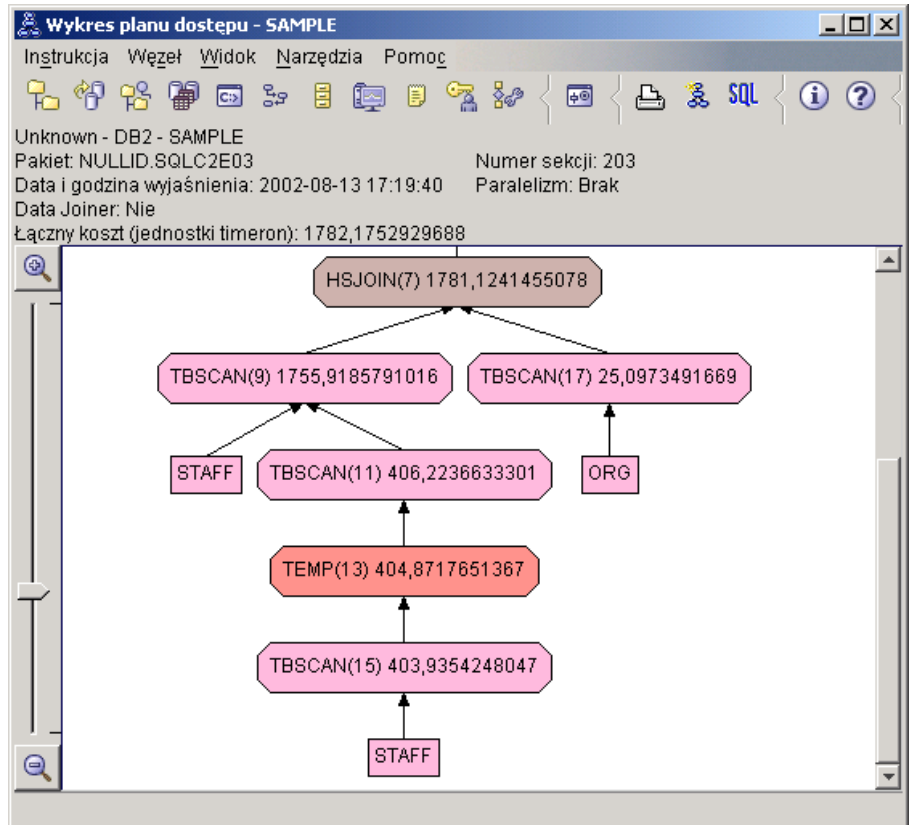 Wykres planu dostępu - SAMPLE
Instrukcja Węzeł Widok Narzędzia Pomoc
SQL
Unknown - DB2 - SAMPLE
Pakiet: NULLID.SQLC2E03 Numer sekcji: 203
Data i godzina wyjaśnienia: 2002-08-13 17:19:40 Paralelizm: Brak
Data Joiner: Nie
Łączny koszt (jednostki timeron): 1782,1752929688
HSJOIN(7) 1781,1241455078
TBSCAN(9) 1755,9185791016 TBSCAN(17) 25,0973491669
STAFF TBSCAN(11) 406,2236633301 ORG
TEMP(13) 404,8717651367
TBSCAN(15) 403,9354248047
STAFF